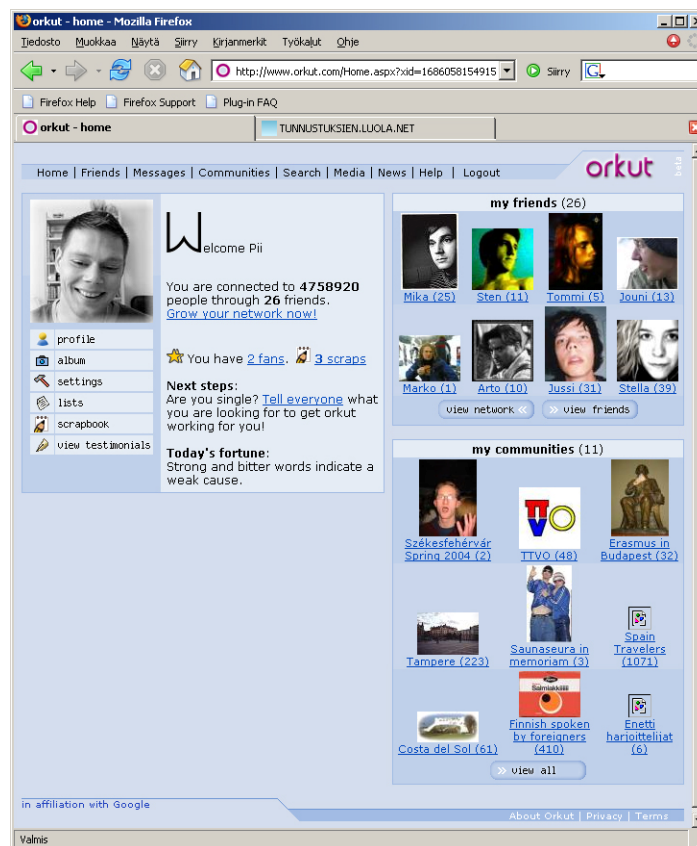 orkut - home - Mozilla Firefox
Tiedosto Muokkaa Näytä Siirry Kirjanmerkit Työkalut Ohje
http://www.orkut.com/Home.aspx?xid=1686058154915 Siirry G
Firefox Help Firefox Support Plug-in FAQ
orkut - home TUNNUSTUKSIEN.LUOLA.NET
Home | Friends | Messages | Communities | Search | Media | News | Help | Logout
orkut beta
Welcome Pii
You are connected to 4758920
people through 26 friends.
Grow your network now!
You have 2 fans. 3 scraps
Next steps:
Are you single? Tell everyone what
you are looking for to get orkut
working for you!
Today's fortune:
Strong and bitter words indicate a
weak cause.
profile
album
settings
lists
scrapbook
view testimonials
my friends (26)
Mika (25) Sten (11) Tommi (5) Jouni (13)
Marko (1) Arto (10) Jussi (31) Stella (39)
view network view friends
my communities (11)
TTVO
Székesfehérvár
Spring 2004 (2)
TTVO (48)
Erasmus in
Budapest (32)
Tampere (223)
Saunaseura in
memoriam (3)
Spain
Travelers
(1071)
Salmiakki
Costa del Sol (61)
Finnish spoken
by foreigners
(410)
Enetti
harjoittelijat
(6)
view all
in affiliation with Google
About Orkut | Privacy | Terms
Valmis